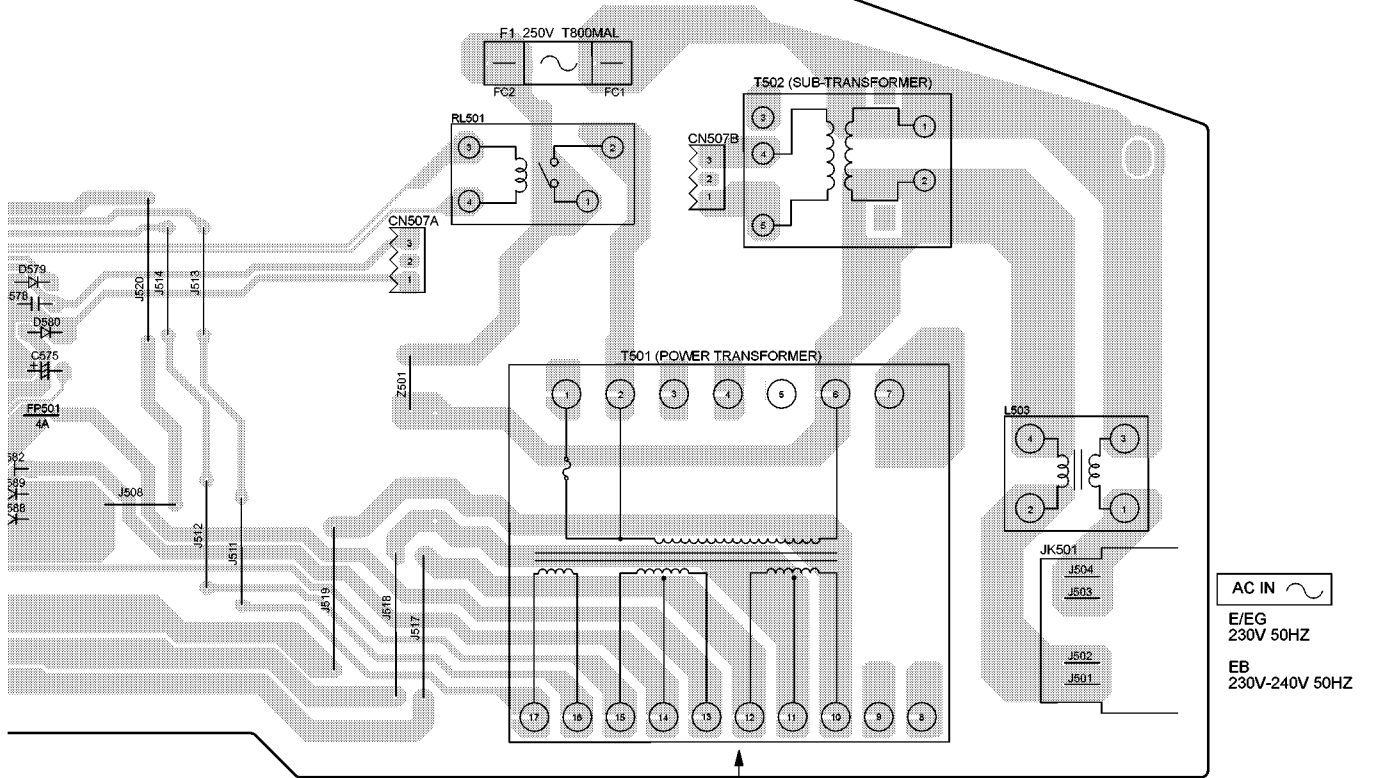 F1 250V T800MAL
FC2
FC1
T502 (SUB-TRANSFORMER)
3
4
5
1
2
RL501
3
4
2
1
CN507B
3
2
1
CN507A
3
2
1
D579
578
D580
C575
+
FP501
4A
582
589
588
J520
J514
J513
Z501
J508
J512
J511
J519
J518
J517
T501 (POWER TRANSFORMER)
1 2 3 4 5 6 7
17 16 15 14 13 12 11 10 9 8
L503
4 3
2 1
JK501
J504
J503
J502
J501
AC IN
E/EG
230V 50HZ
EB
230V-240V 50HZ